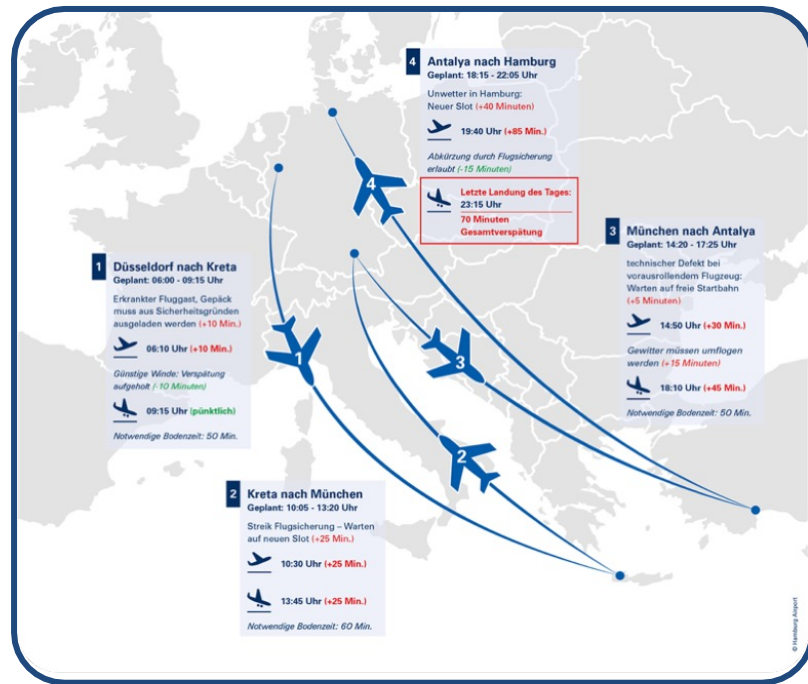 1
Düsseldorf nach Kreta
Geplant: 06:00 - 09:15 Uhr
Erkrankter Fluggast, Gepäck
muss aus Sicherheitsgründen
ausgeladen werden (+10 Min.)
06:10 Uhr (+10 Min.)
Günstige Winde: Verspätung
aufgeholt (-10 Minuten)
09:15 Uhr (pünktlich)
Notwendige Bodenzeit: 50 Min.
2
Kreta nach München
Geplant: 10:05 - 13:20 Uhr
Streik Flugsicherung – Warten
auf neuen Slot (+25 Min.)
10:30 Uhr (+25 Min.)
13:45 Uhr (+25 Min.)
Notwendige Bodenzeit: 60 Min.
3
München nach Antalya
Geplant: 14:20 - 17:25 Uhr
technischer Defekt bei
vorausrollendem Flugzeug:
Warten auf freie Startbahn
(+5 Minuten)
14:50 Uhr (+30 Min.)
Gewitter müssen umflogen
werden (+15 Minuten)
18:10 Uhr (+45 Min.)
Notwendige Bodenzeit: 50 Min.
4
Antalya nach Hamburg
Geplant: 18:15 - 22:05 Uhr
Unwetter in Hamburg:
Neuer Slot (+40 Minuten)
19:40 Uhr (+85 Min.)
Abkürzung durch Flugsicherung
erlaubt (-15 Minuten)
Letzte Landung des Tages:
23:15 Uhr
70 Minuten
Gesamtverspätung
1
2
3
4
© Hamburg Airport